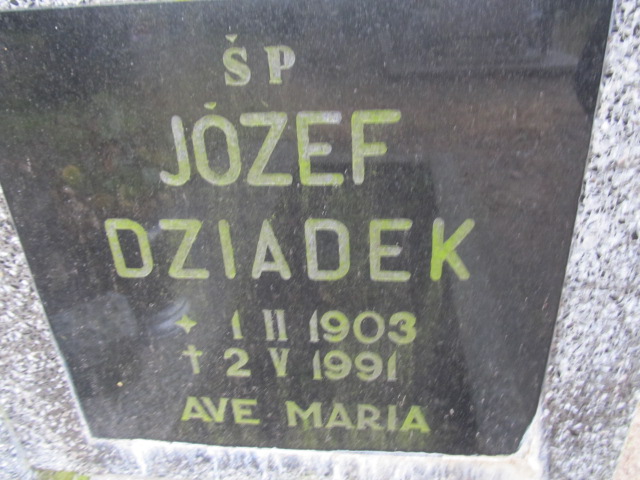 ŚP
JÓZEF
DZIADEK
✦ 1 II 1903
† 2 V 1991
AVE MARIA